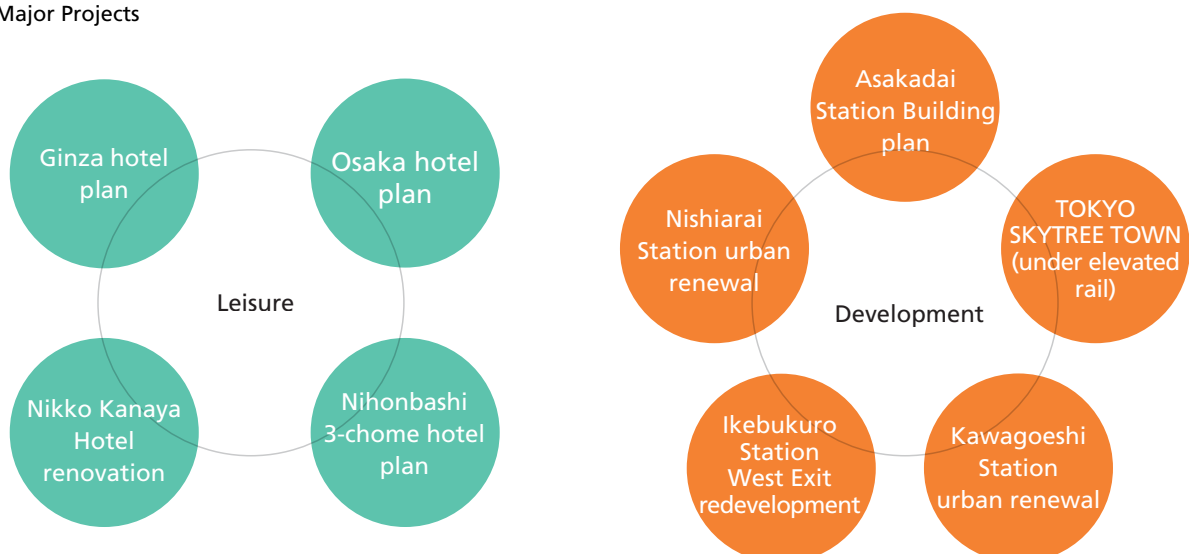 Major Projects
Ginza hotel
plan
Osaka hotel
plan
Leisure
Nikko Kanaya
Hotel
renovation
Nihonbashi
3-chome hotel
plan
Asakadai
Station Building
plan
Nishiarai
Station urban
renewal
TOKYO
SKYTREE TOWN
(under elevated
rail)
Development
Ikebukuro
Station
West Exit
redevelopment
Kawagoeshi
Station
urban renewal